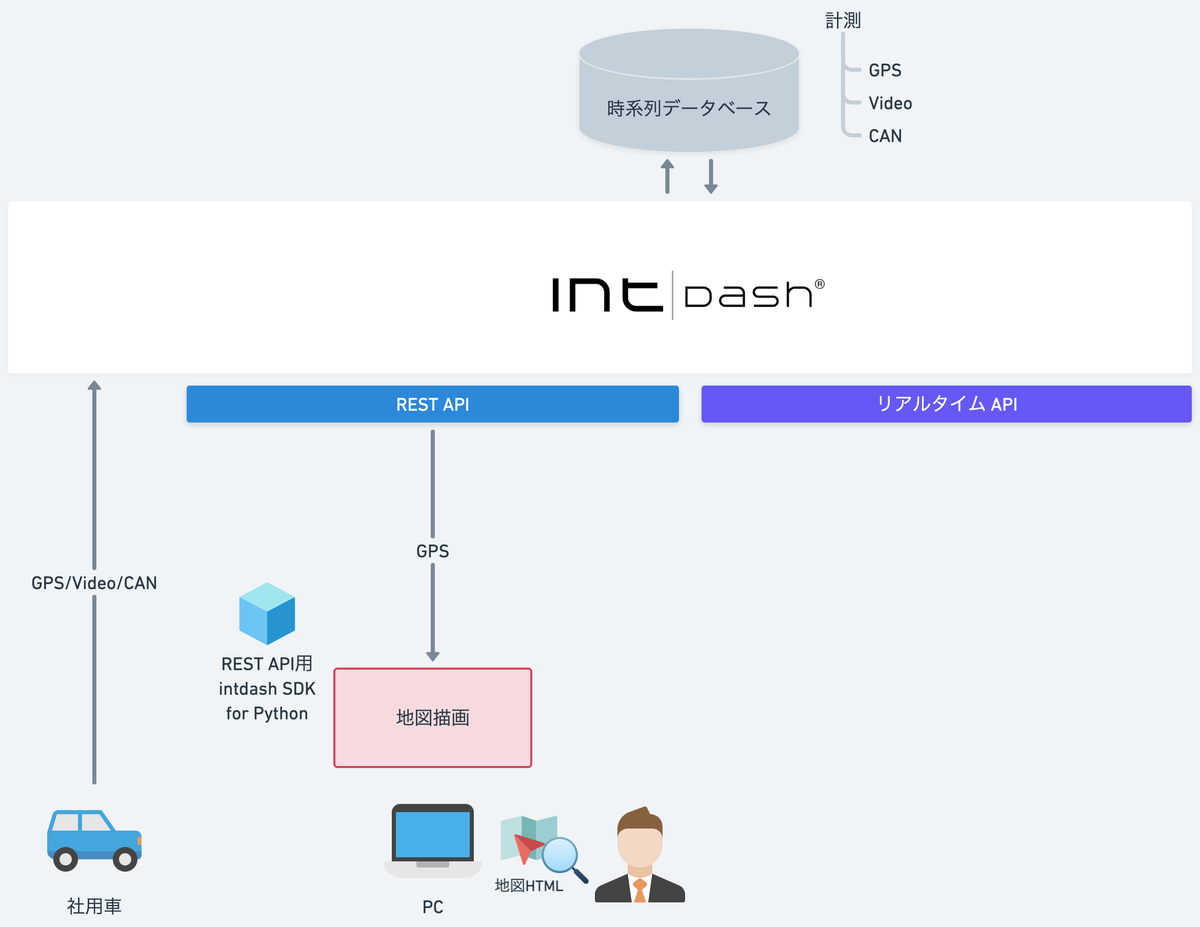 計測
GPS
Video
CAN
時系列データベース
int dash®
REST API
リアルタイム API
GPS
GPS/Video/CAN
REST API用
intdash SDK
for Python
地図描画
地図HTML
社用車
PC